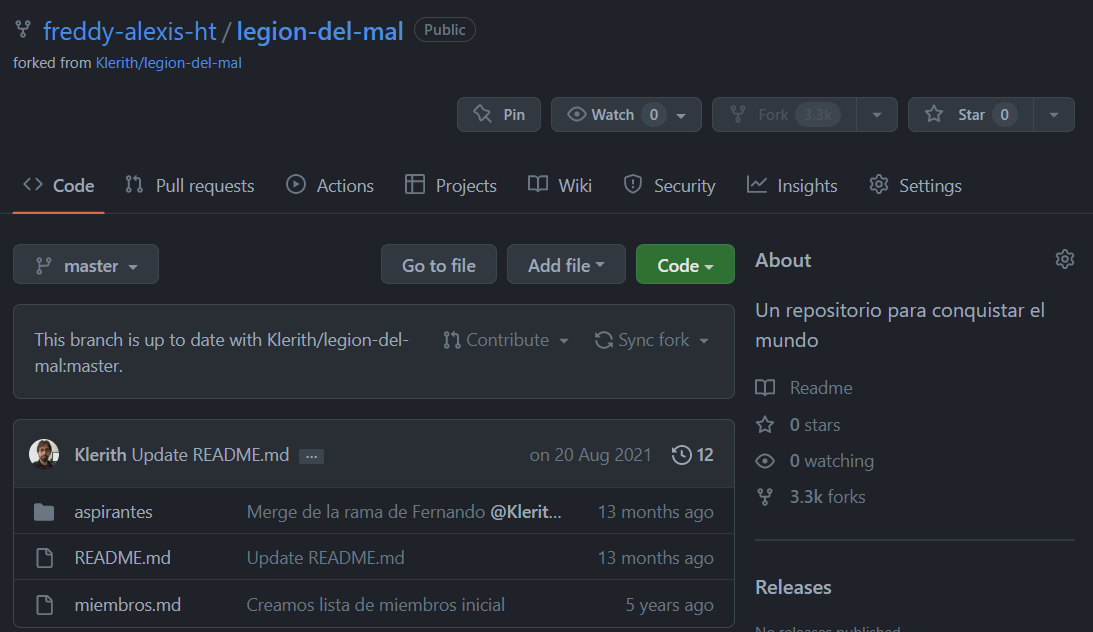 freddy-alexis-ht / legion-del-mal Public
forked from Klerith/legion-del-mal
Pin Watch 0 Fork 3.3k Star 0
Code Pull requests Actions Projects Wiki Security Insights Settings
master Go to file Add file Code
This branch is up to date with Klerith/legion-del-
mal:master.
Contribute Sync fork
Klerith Update README.md ... on 20 Aug 2021 12
aspirantes Merge de la rama de Fernando @Klerit... 13 months ago
README.md Update README.md 13 months ago
miembros.md Creamos lista de miembros inicial 5 years ago
About
Un repositorio para conquistar el
mundo
Readme
0 stars
0 watching
3.3k forks
Releases
No releases published